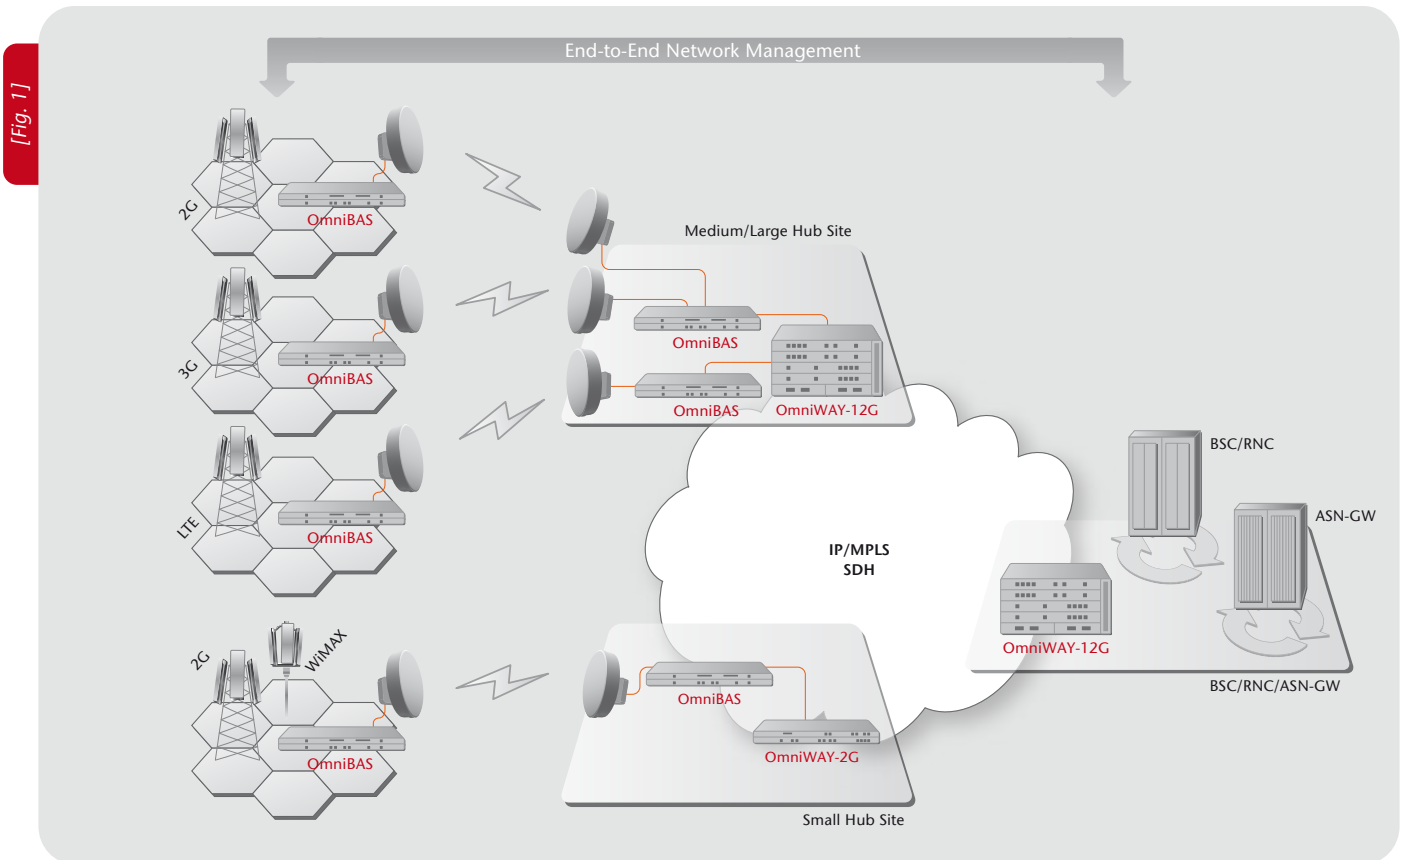 [Fig. 1]
End-to-End Network Management
2G
OmniBAS
3G
OmniBAS
LTE
OmniBAS
2G
WiMAX
OmniBAS
Medium/Large Hub Site
OmniBAS
OmniBAS
OmniWAY-12G
IP/MPLS
SDH
OmniBAS
OmniWAY-2G
Small Hub Site
BSC/RNC
ASN-GW
OmniWAY-12G
BSC/RNC/ASN-GW